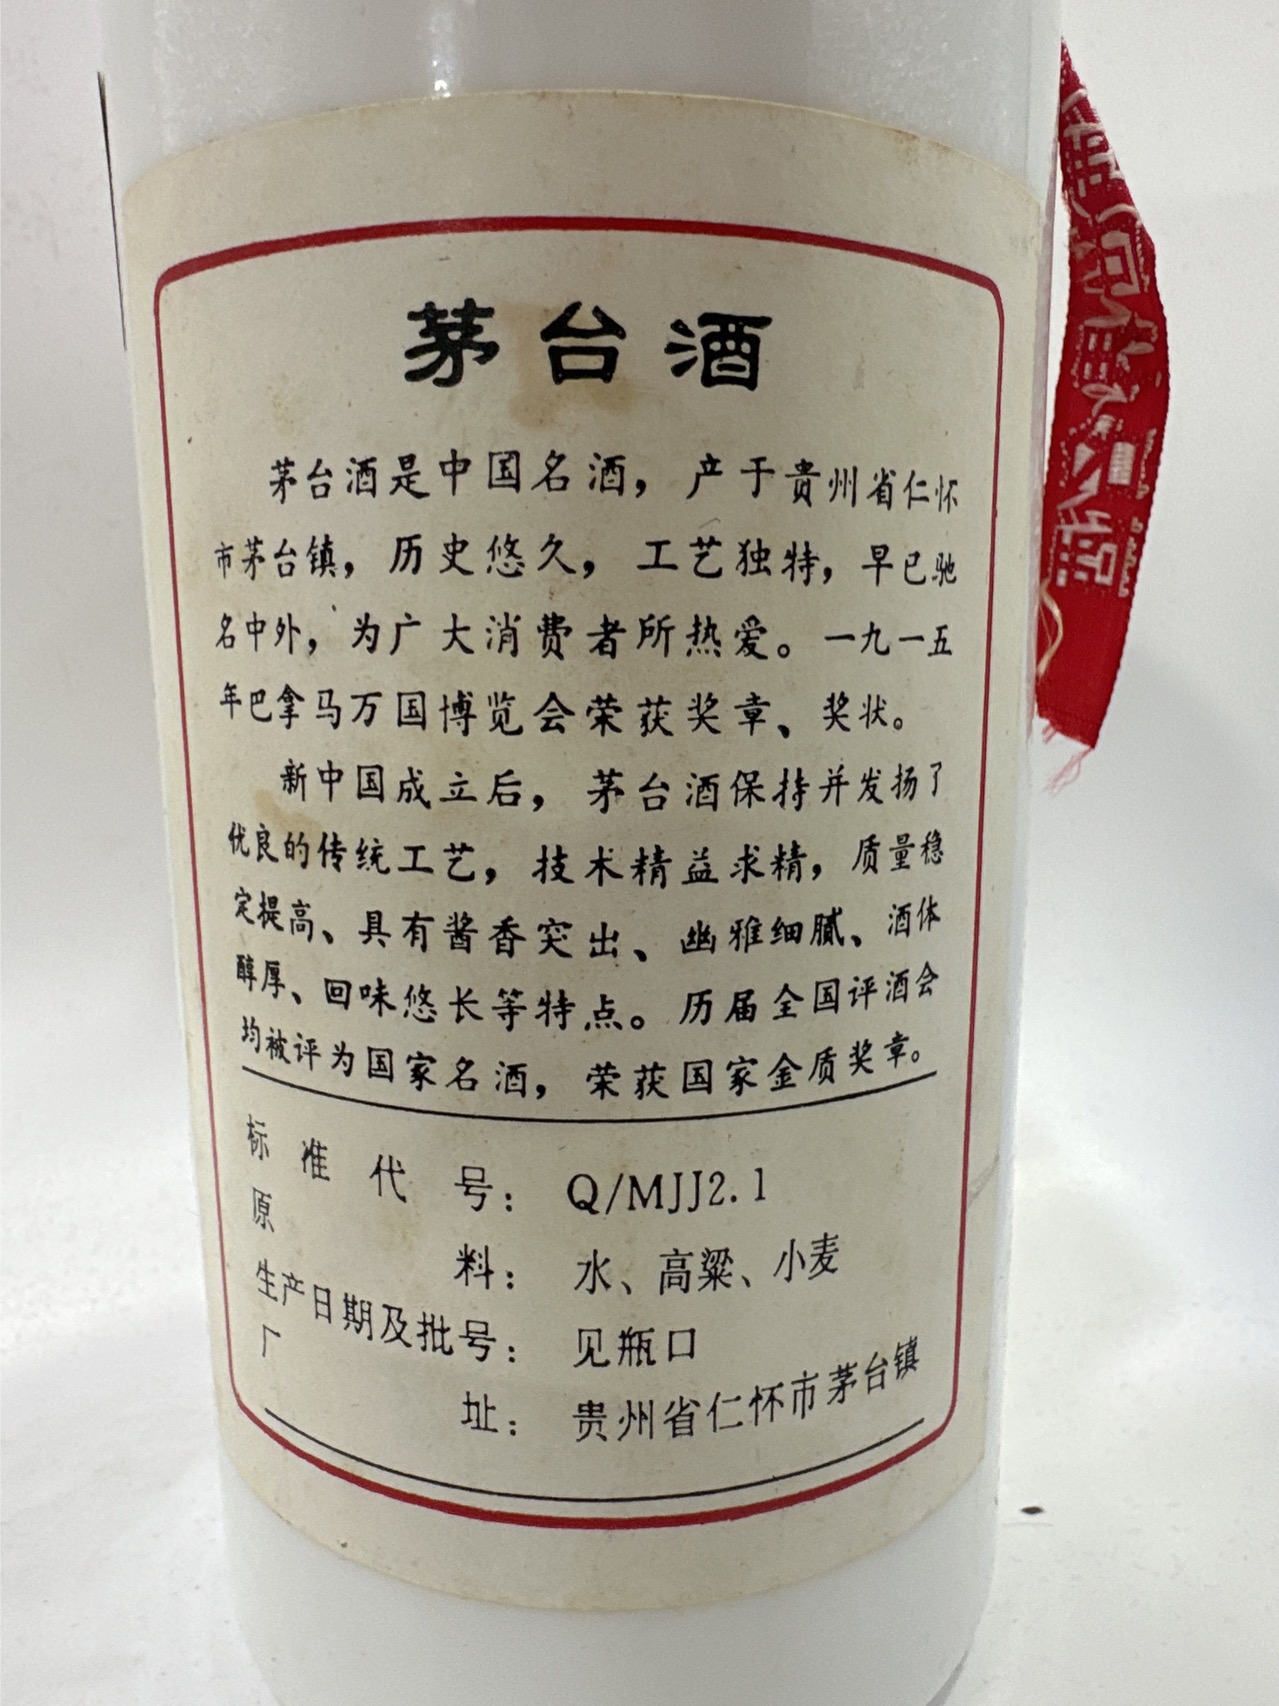 茅台酒
茅台酒是中国名酒，产于贵州省仁怀
市茅台镇，历史悠久，工艺独特，早已驰
名中外，为广大消费者所热爱。一九一五
年巴拿马万国博览会荣获奖章、奖状。
新中国成立后，茅台酒保持并发扬了
优良的传统工艺，技术精益求精，质量稳
定提高、具有酱香突出、幽雅细腻、酒体
醇厚、回味悠长等特点。历届全国评酒会
均被评为国家名酒，荣获国家金质奖章。
标准代号：Q/MJJ2.1
原料：水、高粱、小麦
生产日期及批号：见瓶口
厂址：贵州省仁怀市茅台镇